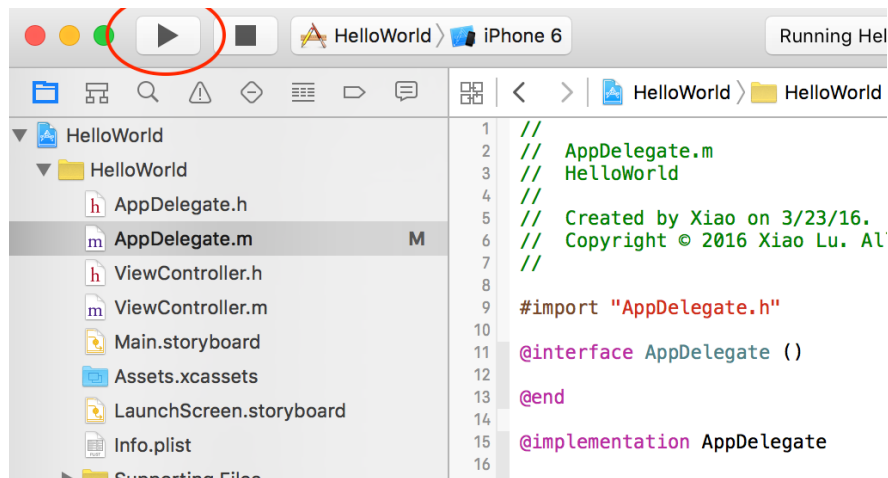 HelloWorld
iPhone 6
Running Hel
HelloWorld
HelloWorld
AppDelegate.h
AppDelegate.m M
ViewController.h
ViewController.m
Main.storyboard
Assets.xcassets
LaunchScreen.storyboard
Info.plist
Supporting Files
HelloWorld HelloWorld
1 //
2 // AppDelegate.m
3 // HelloWorld
4 //
5 // Created by Xiao on 3/23/16.
6 // Copyright © 2016 Xiao Lu. All
7 //
8
9 #import "AppDelegate.h"
10
11 @interface AppDelegate ()
12
13 @end
14
15 @implementation AppDelegate
16